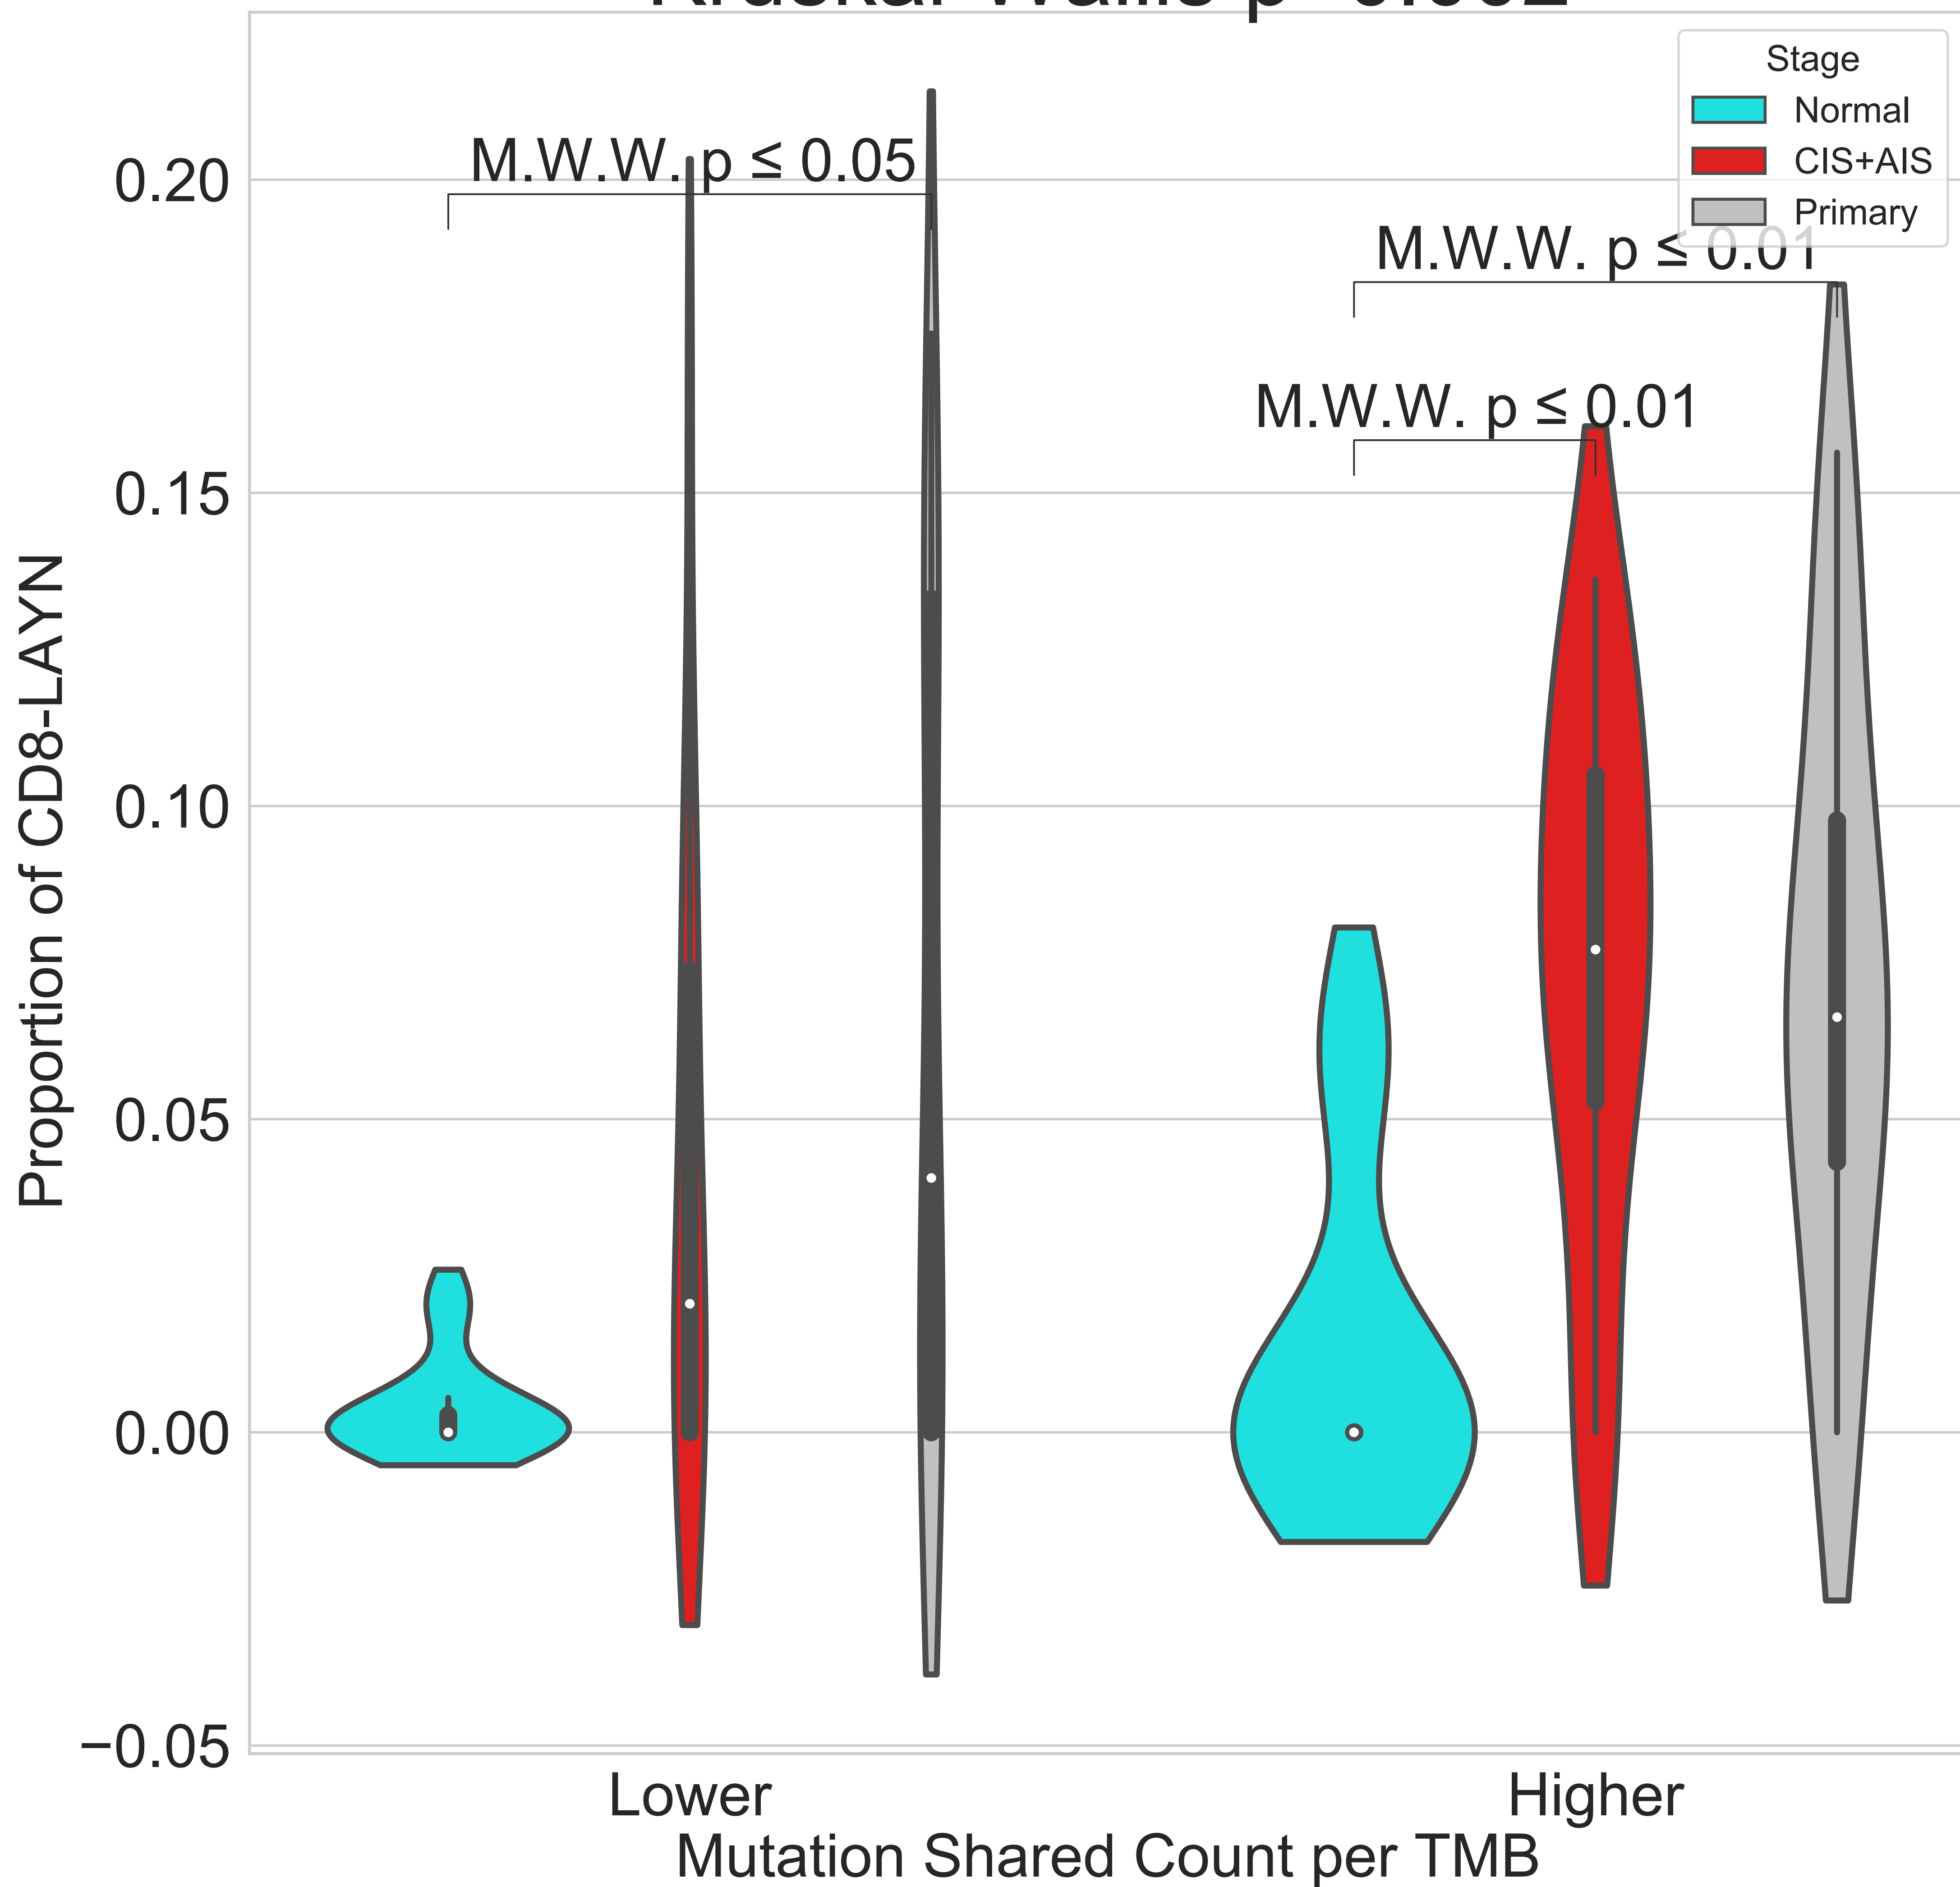 Stage
Normal
CIS+AIS
Primary
M.W.W. p ≤ 0.05
M.W.W. p ≤ 0.01
M.W.W. p ≤ 0.01
0.20
0.15
0.10
0.05
0.00
−0.05
Proportion of CD8-LAYN
Lower
Higher
Mutation Shared Count per TMB